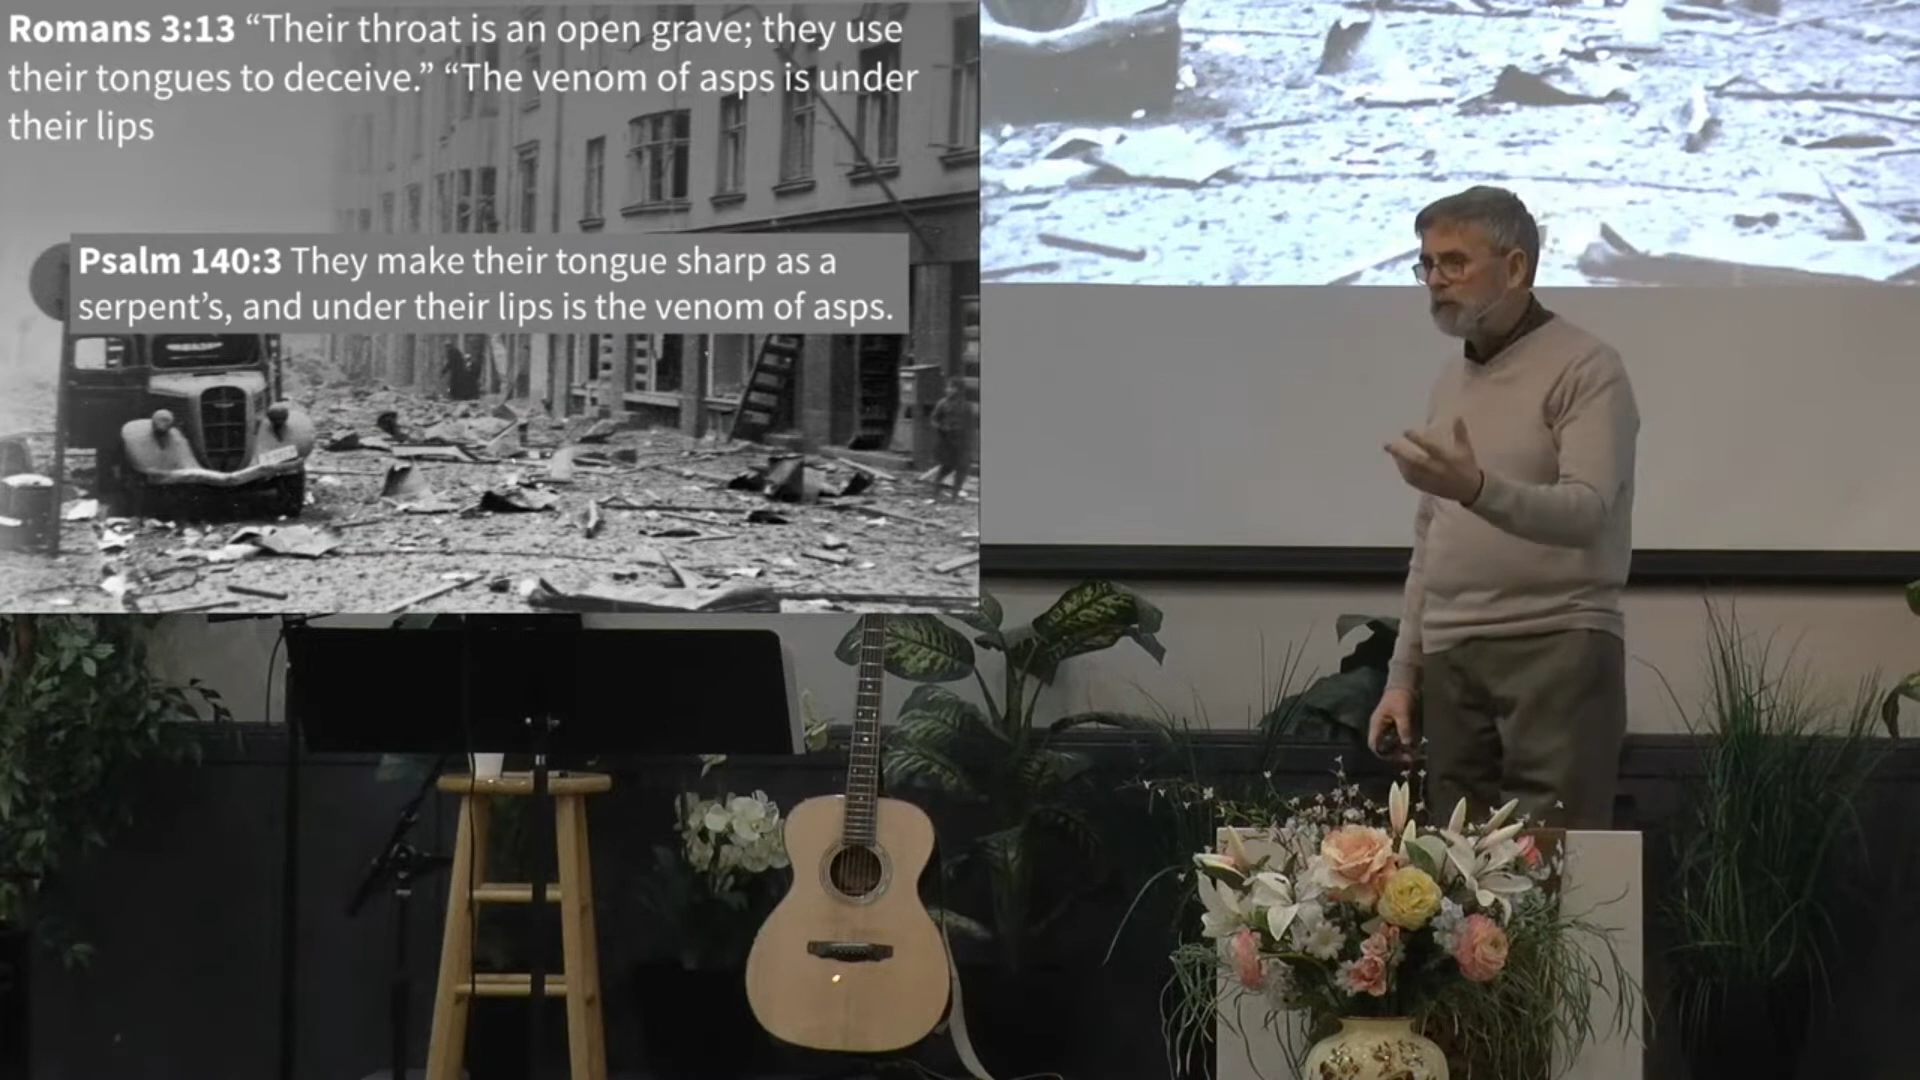 Romans 3:13 “Their throat is an open grave; they use
their tongues to deceive.” “The venom of asps is under
their lips
Psalm 140:3 They make their tongue sharp as a
serpent’s, and under their lips is the venom of asps.